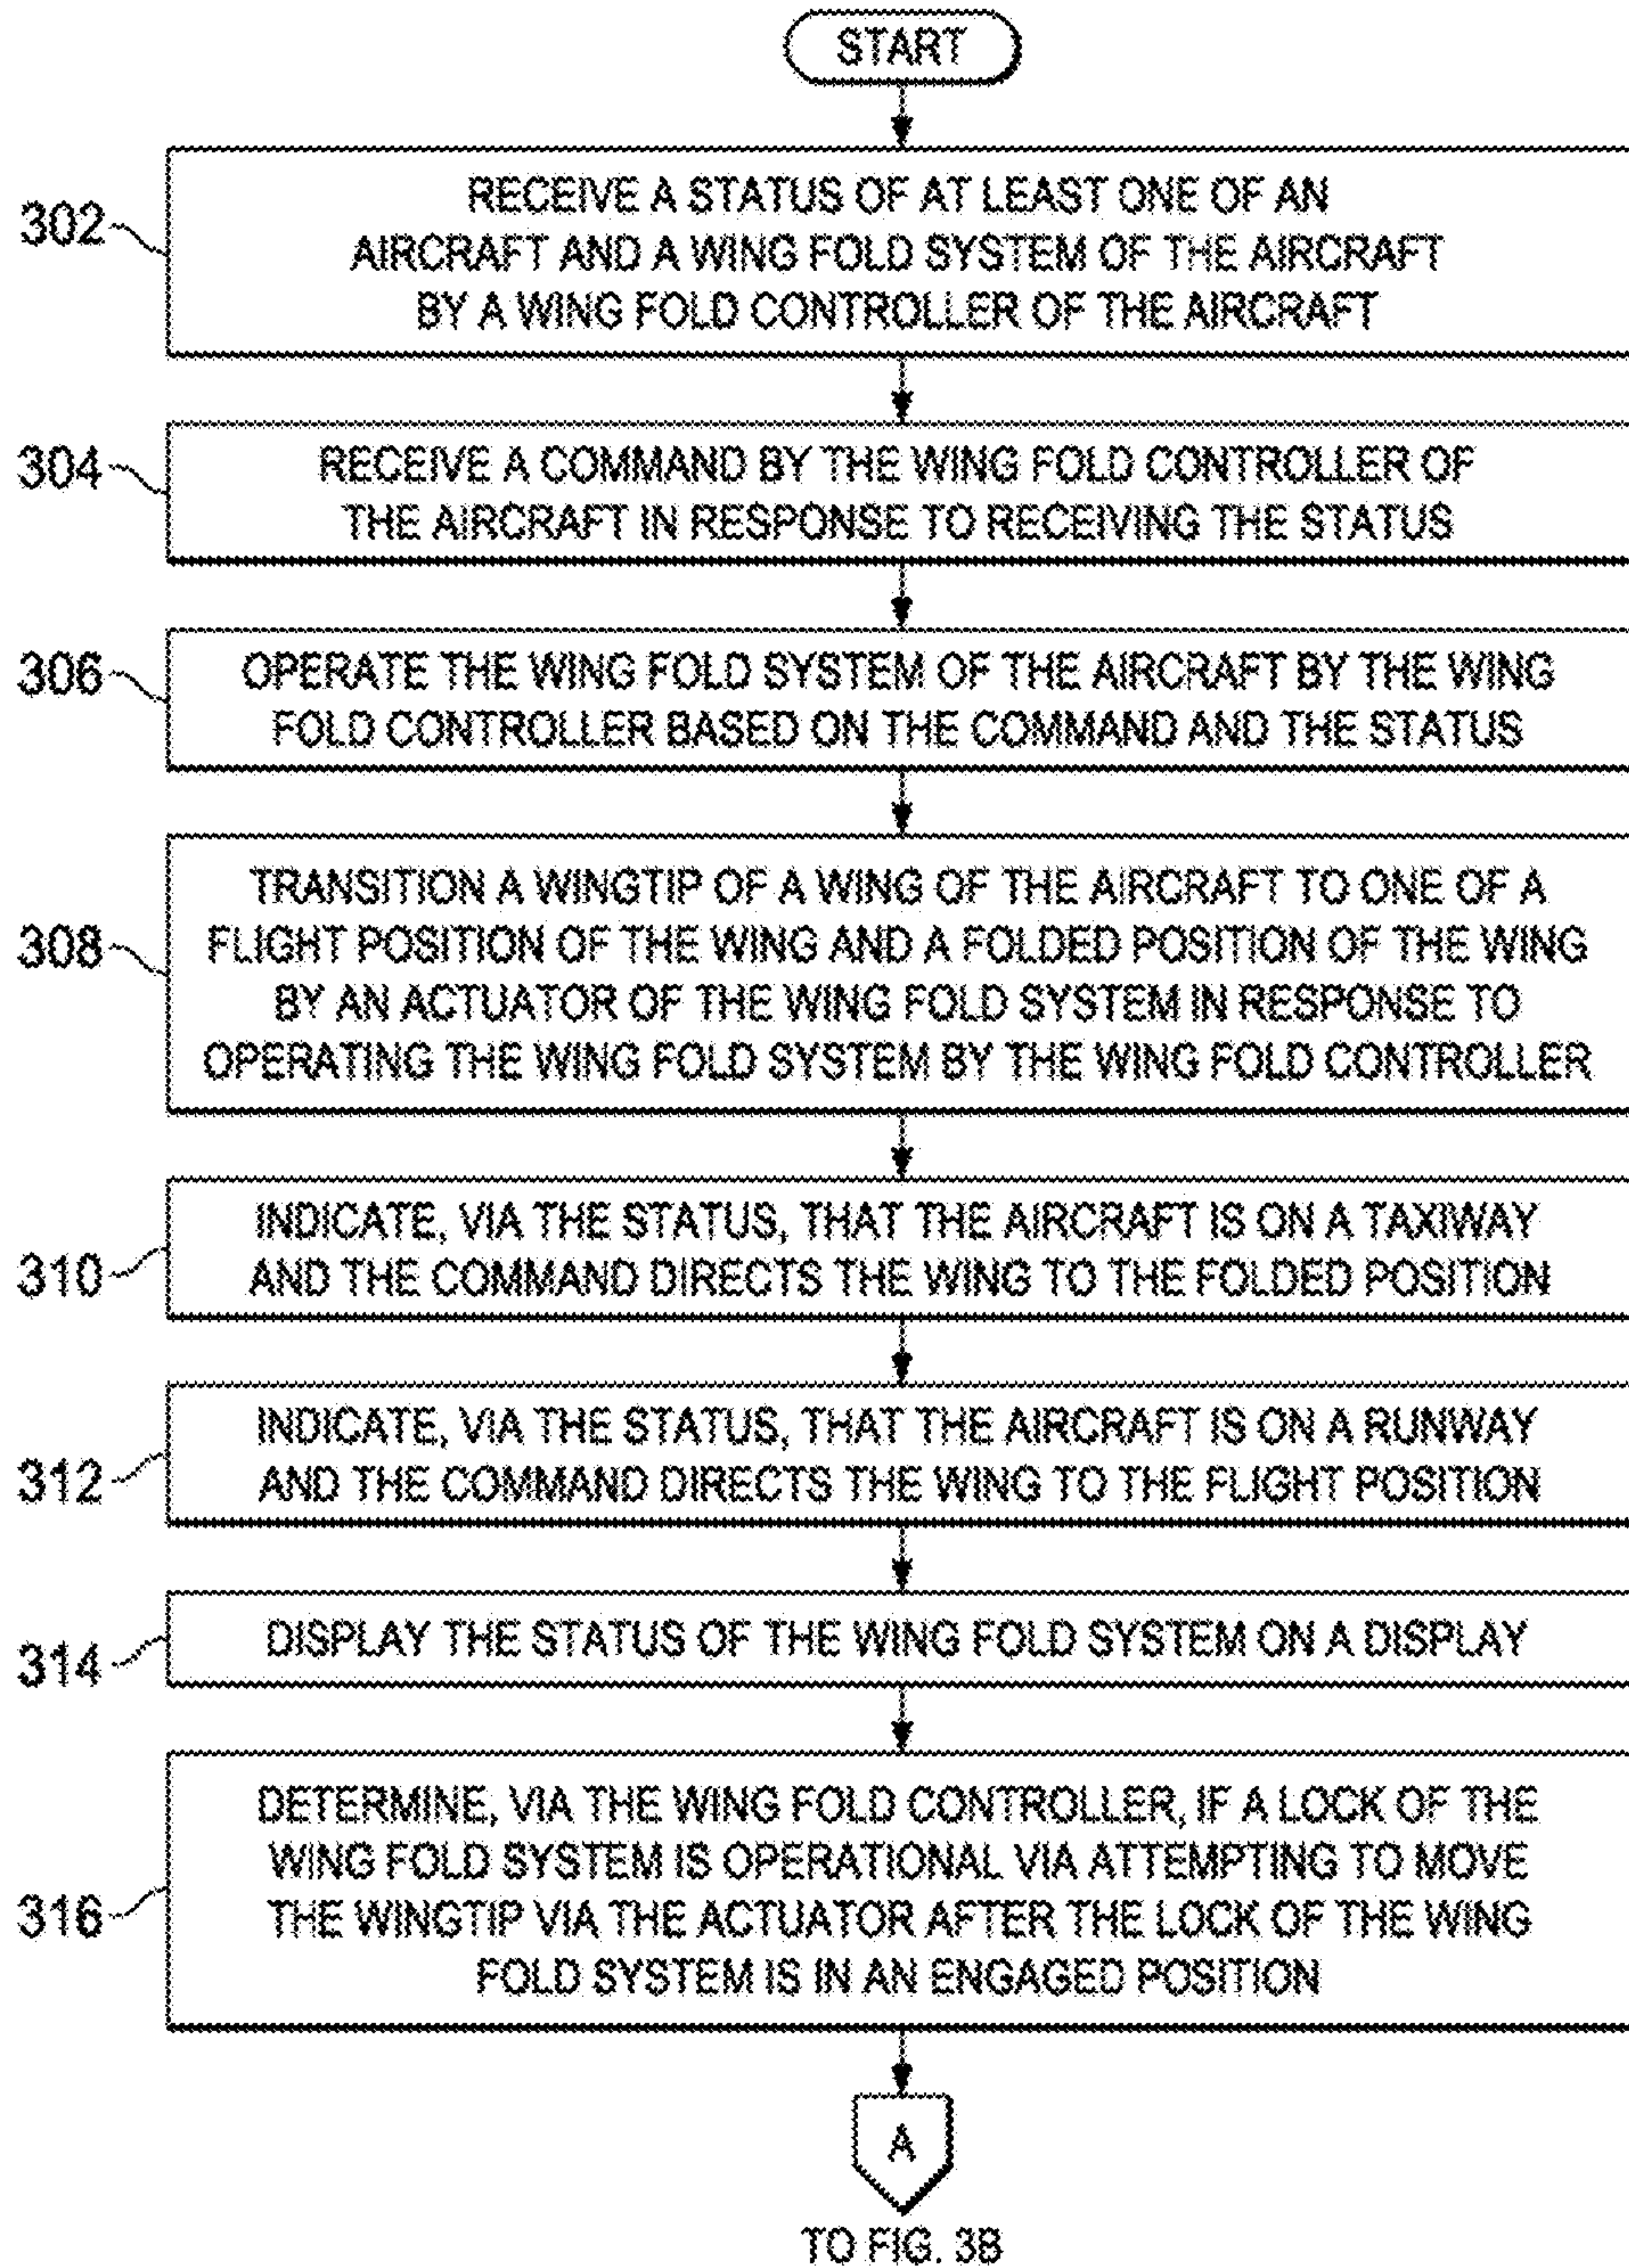 START
302
RECEIVE A STATUS OF AT LEAST ONE OF AN
AIRCRAFT AND A WING FOLD SYSTEM OF THE AIRCRAFT
BY A WING FOLD CONTROLLER OF THE AIRCRAFT
304
RECEIVE A COMMAND BY THE WING FOLD CONTROLLER OF
THE AIRCRAFT IN RESPONSE TO RECEIVING THE STATUS
306
OPERATE THE WING FOLD SYSTEM OF THE AIRCRAFT BY THE WING
FOLD CONTROLLER BASED ON THE COMMAND AND THE STATUS
308
TRANSITION A WINGTIP OF A WING OF THE AIRCRAFT TO ONE OF A
FLIGHT POSITION OF THE WING AND A FOLDED POSITION OF THE WING
BY AN ACTUATOR OF THE WING FOLD SYSTEM IN RESPONSE TO
OPERATING THE WING FOLD SYSTEM BY THE WING FOLD CONTROLLER
310
INDICATE, VIA THE STATUS, THAT THE AIRCRAFT IS ON A TAXIWAY
AND THE COMMAND DIRECTS THE WING TO THE FOLDED POSITION
312
INDICATE, VIA THE STATUS, THAT THE AIRCRAFT IS ON A RUNWAY
AND THE COMMAND DIRECTS THE WING TO THE FLIGHT POSITION
314
DISPLAY THE STATUS OF THE WING FOLD SYSTEM ON A DISPLAY
316
DETERMINE, VIA THE WING FOLD CONTROLLER, IF A LOCK OF THE
WING FOLD SYSTEM IS OPERATIONAL VIA ATTEMPTING TO MOVE
THE WINGTIP VIA THE ACTUATOR AFTER THE LOCK OF THE WING
FOLD SYSTEM IS IN AN ENGAGED POSITION
A
TO FIG. 3B